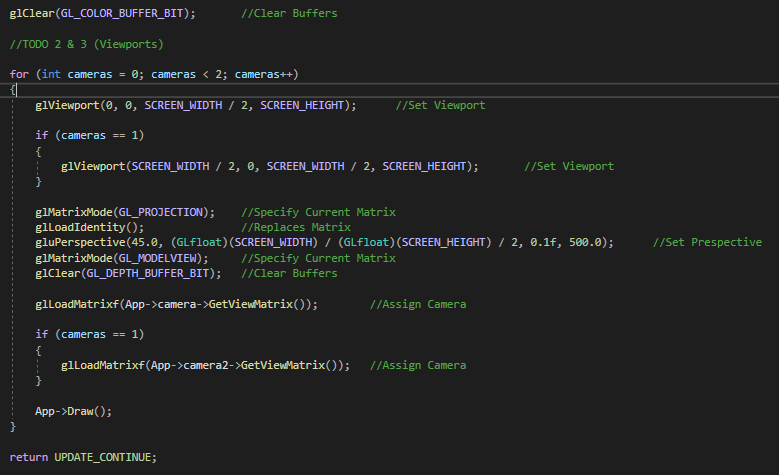 glClear(GL_COLOR_BUFFER_BIT);       //Clear Buffers
//TODO 2 & 3 (Viewports)
for (int cameras = 0; cameras < 2; cameras++)
{
    glViewport(0, 0, SCREEN_WIDTH / 2, SCREEN_HEIGHT);      //Set Viewport
    if (cameras == 1)
    {
        glViewport(SCREEN_WIDTH / 2, 0, SCREEN_WIDTH / 2, SCREEN_HEIGHT);       //Set Viewport
    }
    glMatrixMode(GL_PROJECTION);    //Specify Current Matrix
    glLoadIdentity();               //Replaces Matrix
    gluPerspective(45.0, (GLfloat)(SCREEN_WIDTH) / (GLfloat)(SCREEN_HEIGHT) / 2, 0.1f, 500.0);      //Set Prespective
    glMatrixMode(GL_MODELVIEW);     //Specify Current Matrix
    glClear(GL_DEPTH_BUFFER_BIT);   //Clear Buffers
    glLoadMatrixf(App->camera->GetViewMatrix());        //Assign Camera
    if (cameras == 1)
    {
        glLoadMatrixf(App->camera2->GetViewMatrix());   //Assign Camera
    }
    App->Draw();
}
return UPDATE_CONTINUE;